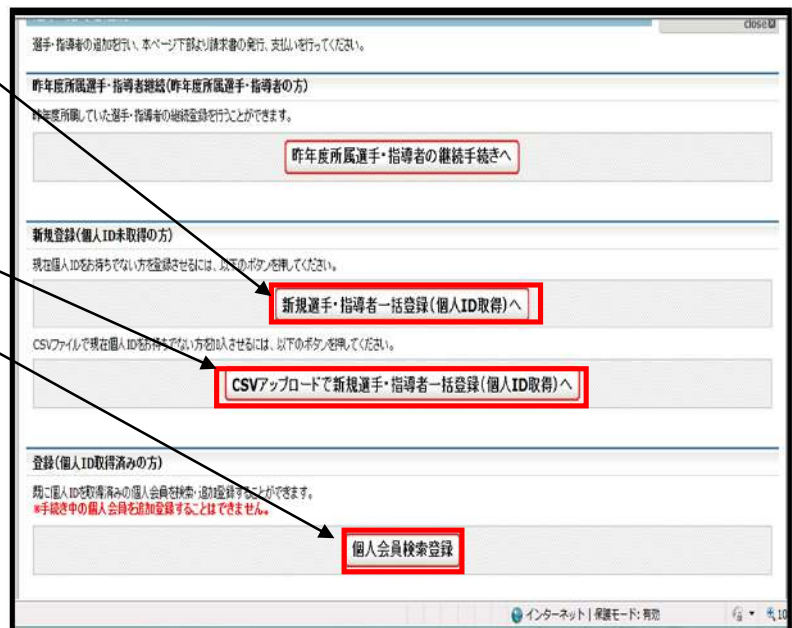 close
選手・指導者の追加を行い、本ページ下部より請求書の発行、支払いを行ってください。
昨年度所属選手・指導者継続(昨年度所属選手・指導者の方)
昨年度所属していた選手・指導者の継続登録を行うことができます。
昨年度所属選手・指導者の継続手続きへ
新規登録(個人ID未取得の方)
現在個人IDをお持ちでない方を登録させるには、以下のボタンを押してください。
新規選手・指導者一括登録(個人ID取得)へ
CSVファイルで現在個人IDをお持ちでない方を加入させるには、以下のボタンを押してください。
CSVアップロードで新規選手・指導者一括登録(個人ID取得)へ
登録(個人ID取得済みの方)
既に個人IDを取得済みの個人会員を検索・追加登録することができます。
※手続き中の個人会員を追加登録することはできません。
個人会員検索登録
インターネット | 保護モード: 有効
10